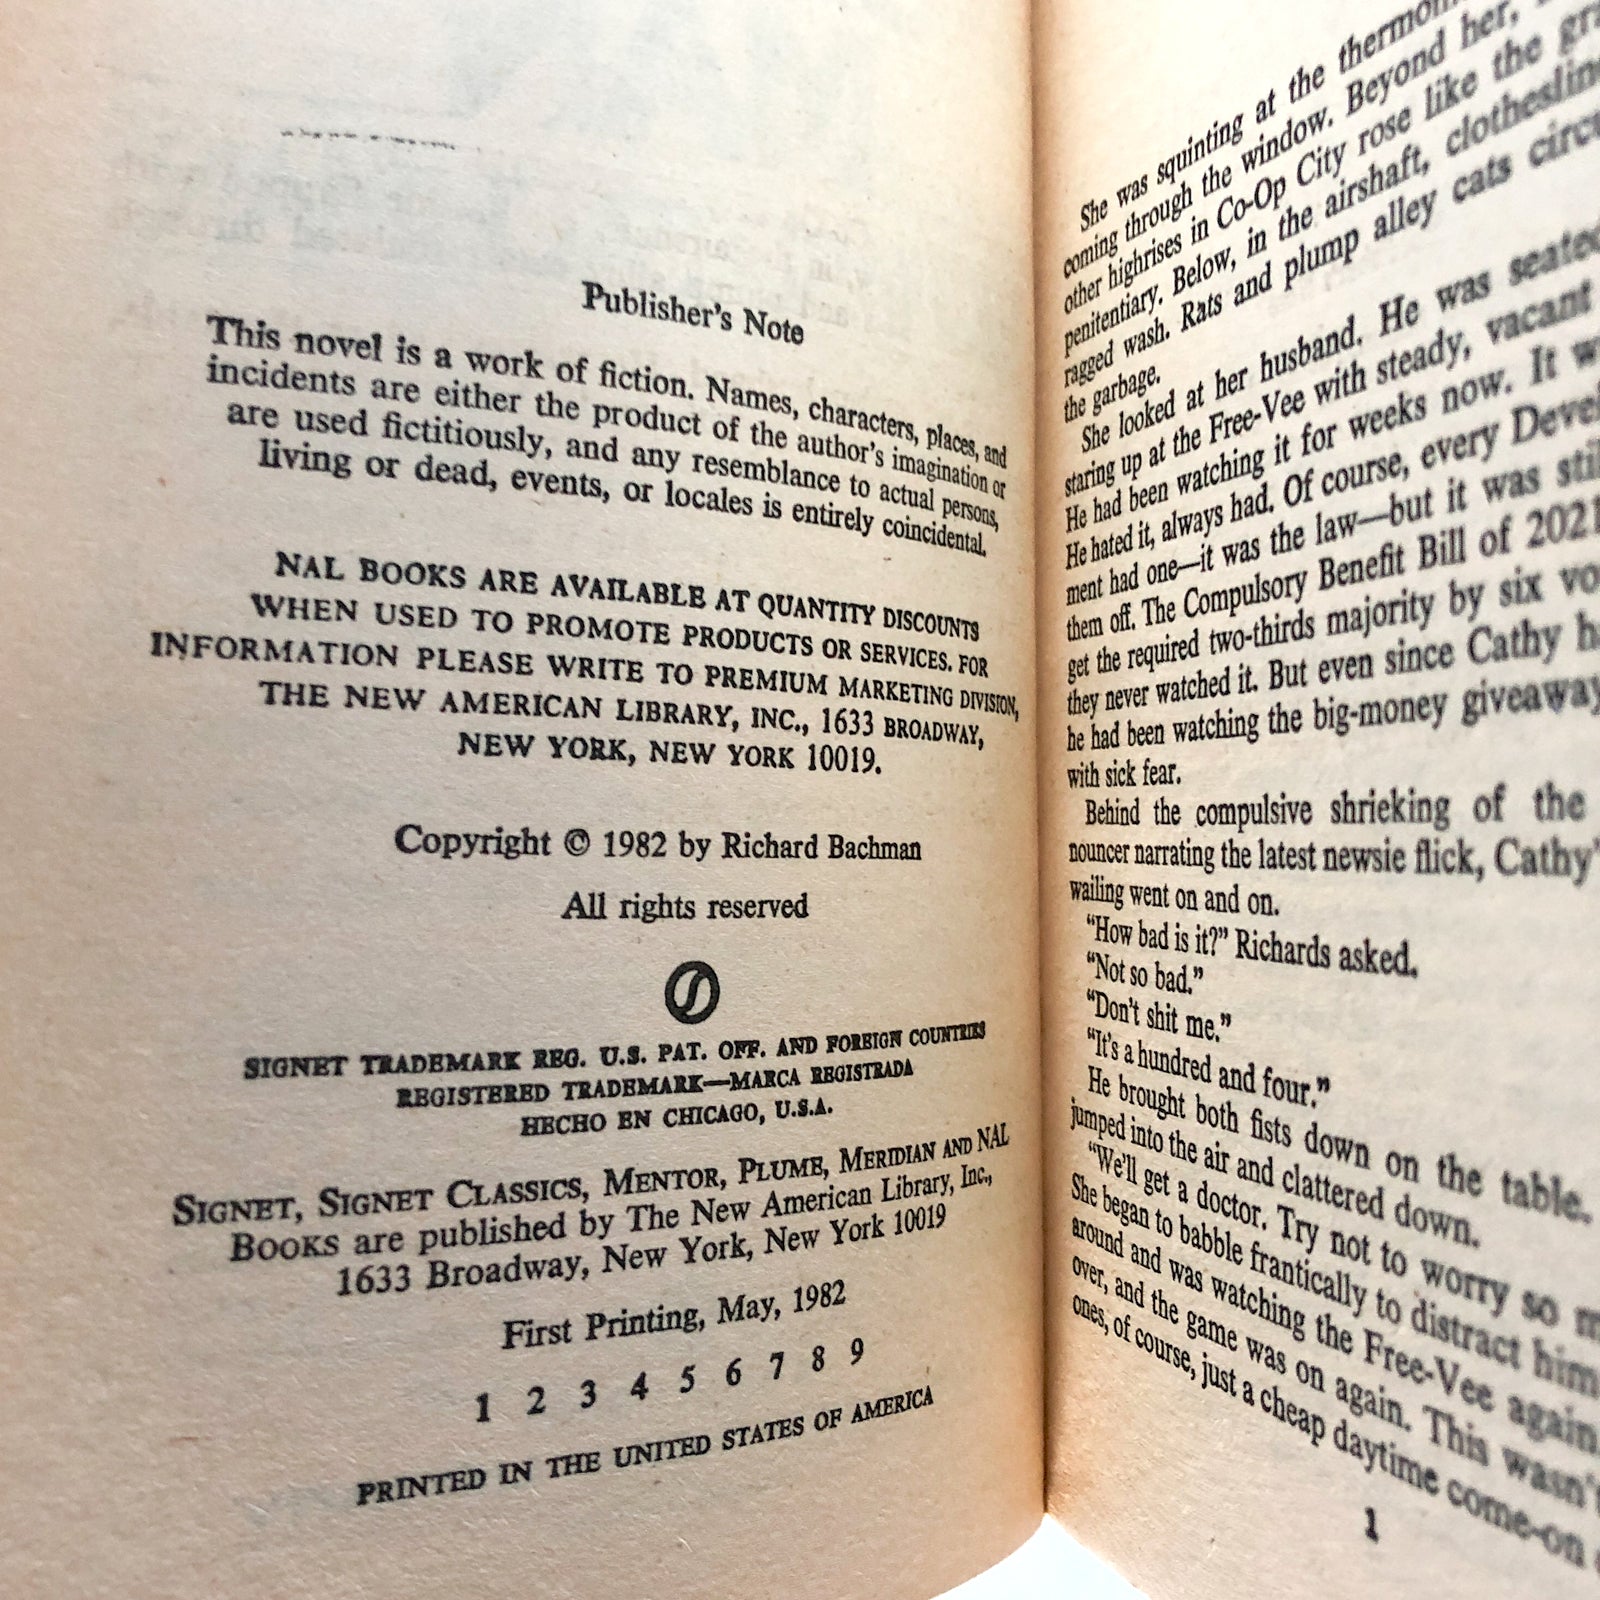 Publisher's Note
This novel is a work of fiction. Names, characters, places, and
incidents are either the product of the author's imagination or
are used fictitiously, and any resemblance to actual persons,
living or dead, events, or locales is entirely coincidental.
NAL BOOKS ARE AVAILABLE AT QUANTITY DISCOUNTS
WHEN USED TO PROMOTE PRODUCTS OR SERVICES. FOR
INFORMATION PLEASE WRITE TO PREMIUM MARKETING DIVISION,
THE NEW AMERICAN LIBRARY, INC., 1633 BROADWAY,
NEW YORK, NEW YORK 10019.
Copyright © 1982 by Richard Bachman
All rights reserved
SIGNET TRADEMARK REG. U.S. PAT. OFF. AND FOREIGN COUNTRIES
REGISTERED TRADEMARK—MARCA REGISTRADA
HECHO EN CHICAGO, U.S.A.
SIGNET, SIGNET CLASSICS, MENTOR, PLUME, MERIDIAN AND NAL
BOOKS are published by The New American Library, Inc.,
1633 Broadway, New York, New York 10019
First Printing, May, 1982
1 2 3 4 5 6 7 8 9
PRINTED IN THE UNITED STATES OF AMERICA
She was squinting at the
coming through the window. Beyond her,
other highrises in Co-Op City rose like the
penitentiary. Below, in the airshaft,
ragged wash. Rats and plump alley cats
the garbage.
She looked at her husband. He was seated
staring up at the Free-Vee with steady, vacant
He had been watching it for weeks now. It
He hated it, always had. Of course, every
ment had one—it was the law—but it was
them off. The Compulsory Benefit Bill of 2021
get the required two-thirds majority by six
they never watched it. But even since Cathy
he had been watching the big-money
with sick fear.
Behind the compulsive shrieking of the
nouncer narrating the latest newsie flick, Cathy'
wailing went on and on.
“How bad is it?” Richards asked.
“Not so bad.”
“Don't shit me.”
“It's a hundred and four.”
He brought both fists down on the table.
jumped into the air and clattered down.
“We'll get a doctor. Try not to worry so
She began to babble frantically to distract him
around and was watching the Free-Vee again.
over, and the game was on again. This wasn't
ones, of course, just a cheap daytime come-on
1